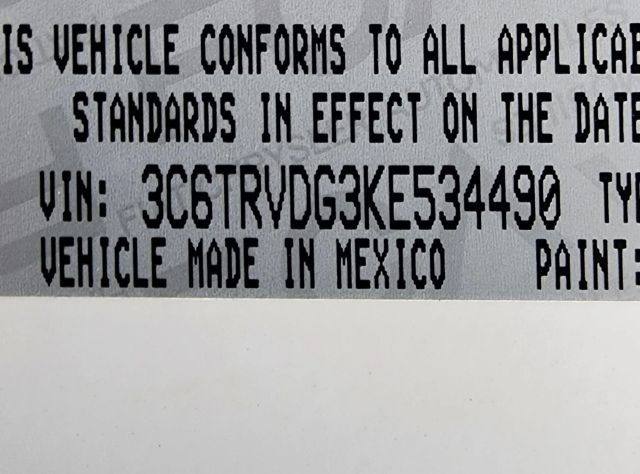 IS VEHICLE CONFORMS TO ALL APPLICAB
STANDARDS IN EFFECT ON THE DATE
VIN: 3C6TRVDG3KE534490 TY
VEHICLE MADE IN MEXICO PAINT: